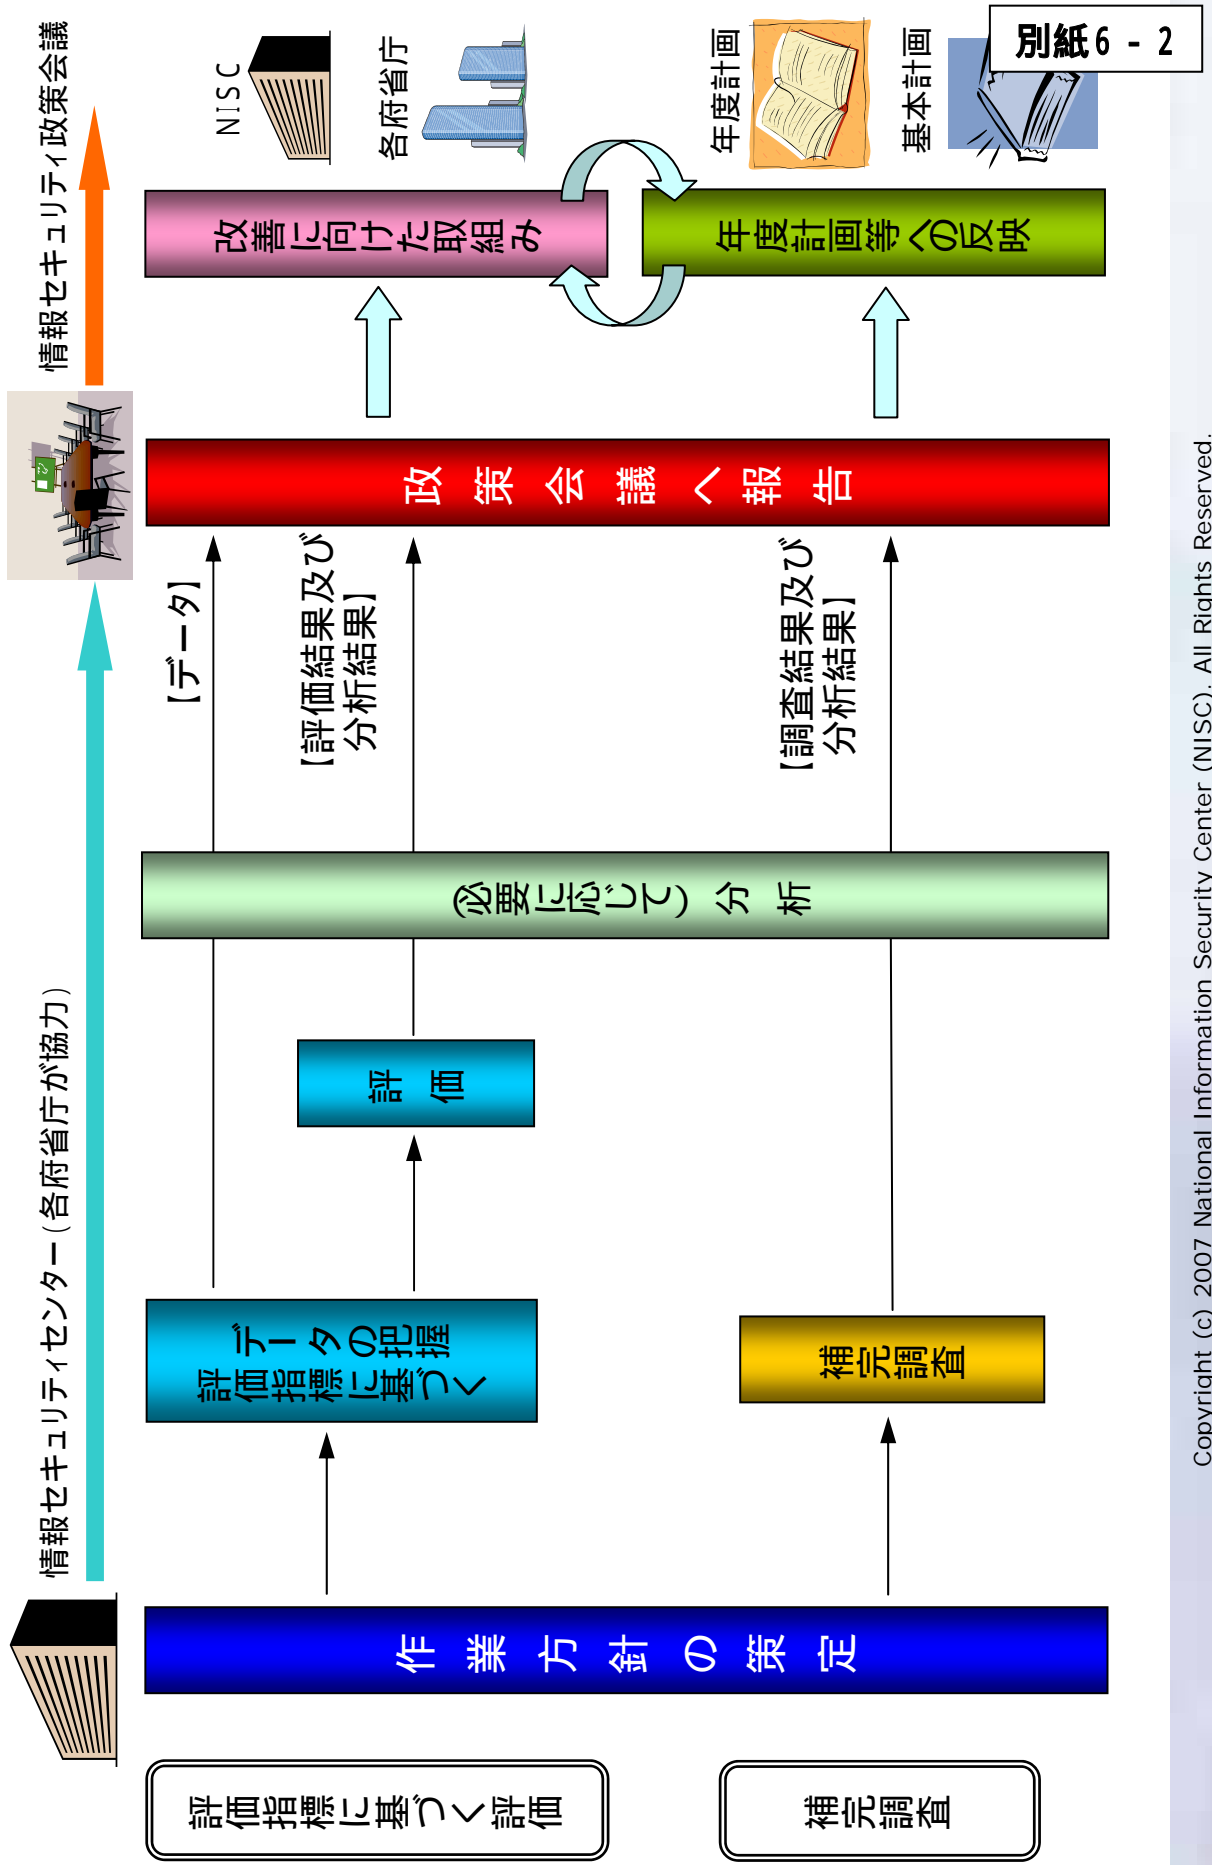 別紙6 - 2
情報セキュリティセンター(各府省庁が協力)
情報セキュリティ政策会議
評価指標に基づく評価
補完調査
作業方針の策定
評価指標に基づく
データの把握
補完調査
評価
(必要に応じて)分析
【データ】
【評価結果及び
分析結果】
【調査結果及び
分析結果】
政策会議へ報告
改善に向けた取組み
年度計画等への反映
NISC
各府省庁
年度計画
基本計画
Copyright (c) 2007 National Information Security Center (NISC). All Rights Reserved.